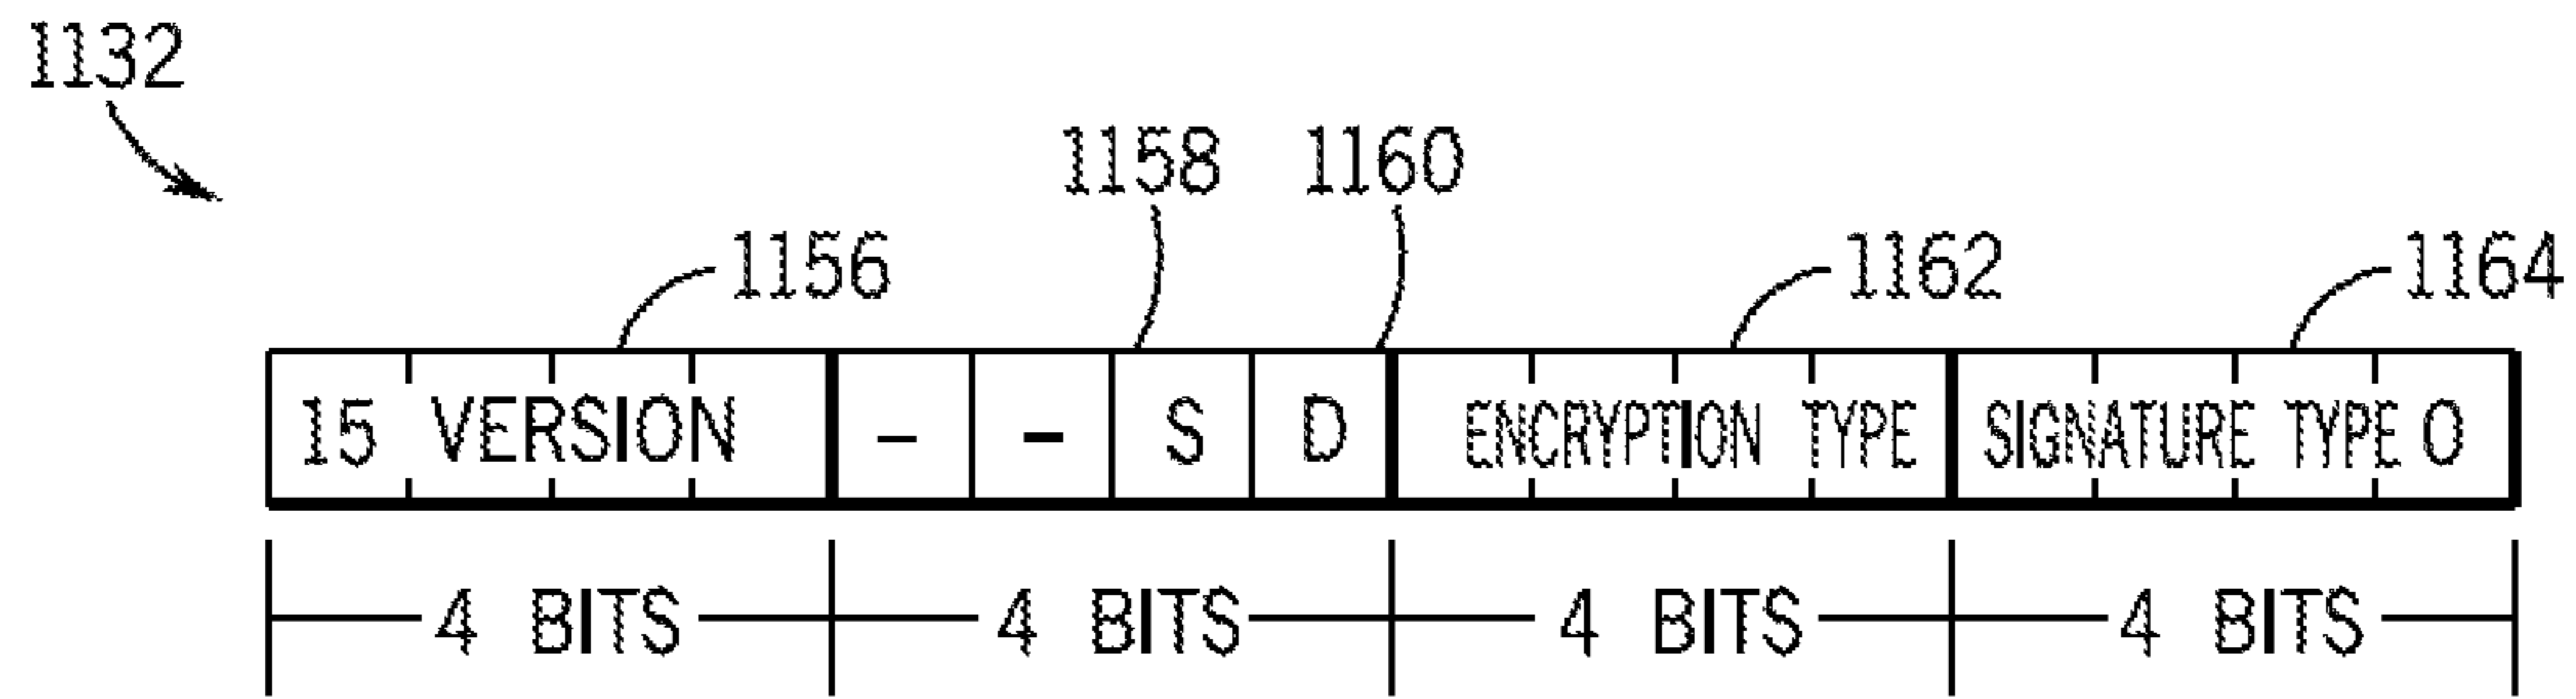 1132
1158 1160
1156 1162 1164
15 VERSION – – S D ENCRYPTION TYPE SIGNATURE TYPE 0
4 BITS 4 BITS 4 BITS 4 BITS